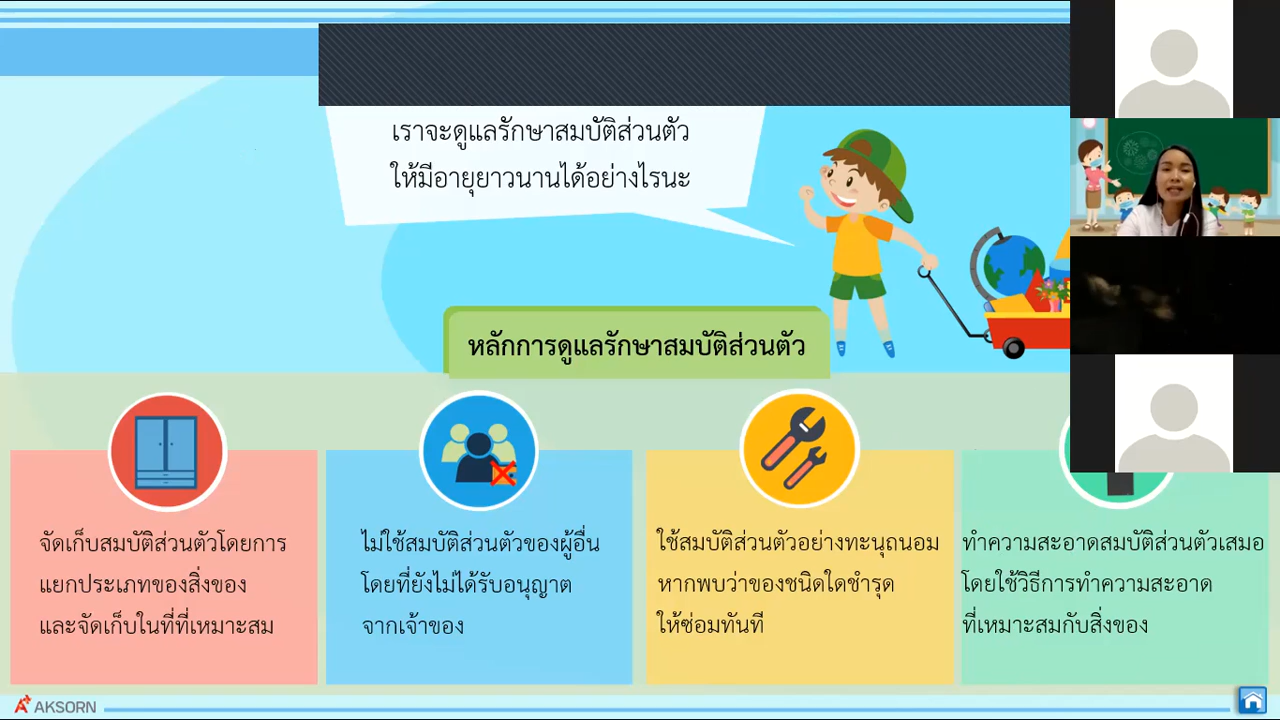 เราจะดูแลรักษาสมบัติส่วนตัว
ให้มีอายุยาวนานได้อย่างไรนะ
หลักการดูแลรักษาสมบัติส่วนตัว
จัดเก็บสมบัติส่วนตัวโดยการ
แยกประเภทของสิ่งของ
และจัดเก็บในที่ที่เหมาะสม
ไม่ใช้สมบัติส่วนตัวของผู้อื่น
โดยที่ยังไม่ได้รับอนุญาต
จากเจ้าของ
ใช้สมบัติส่วนตัวอย่างทะนุถนอม
หากพบว่าของชนิดใดชำรุด
ให้ซ่อมทันที
ทำความสะอาดสมบัติส่วนตัวเสมอ
โดยใช้วิธีการทำความสะอาด
ที่เหมาะสมกับสิ่งของ
AKSORN